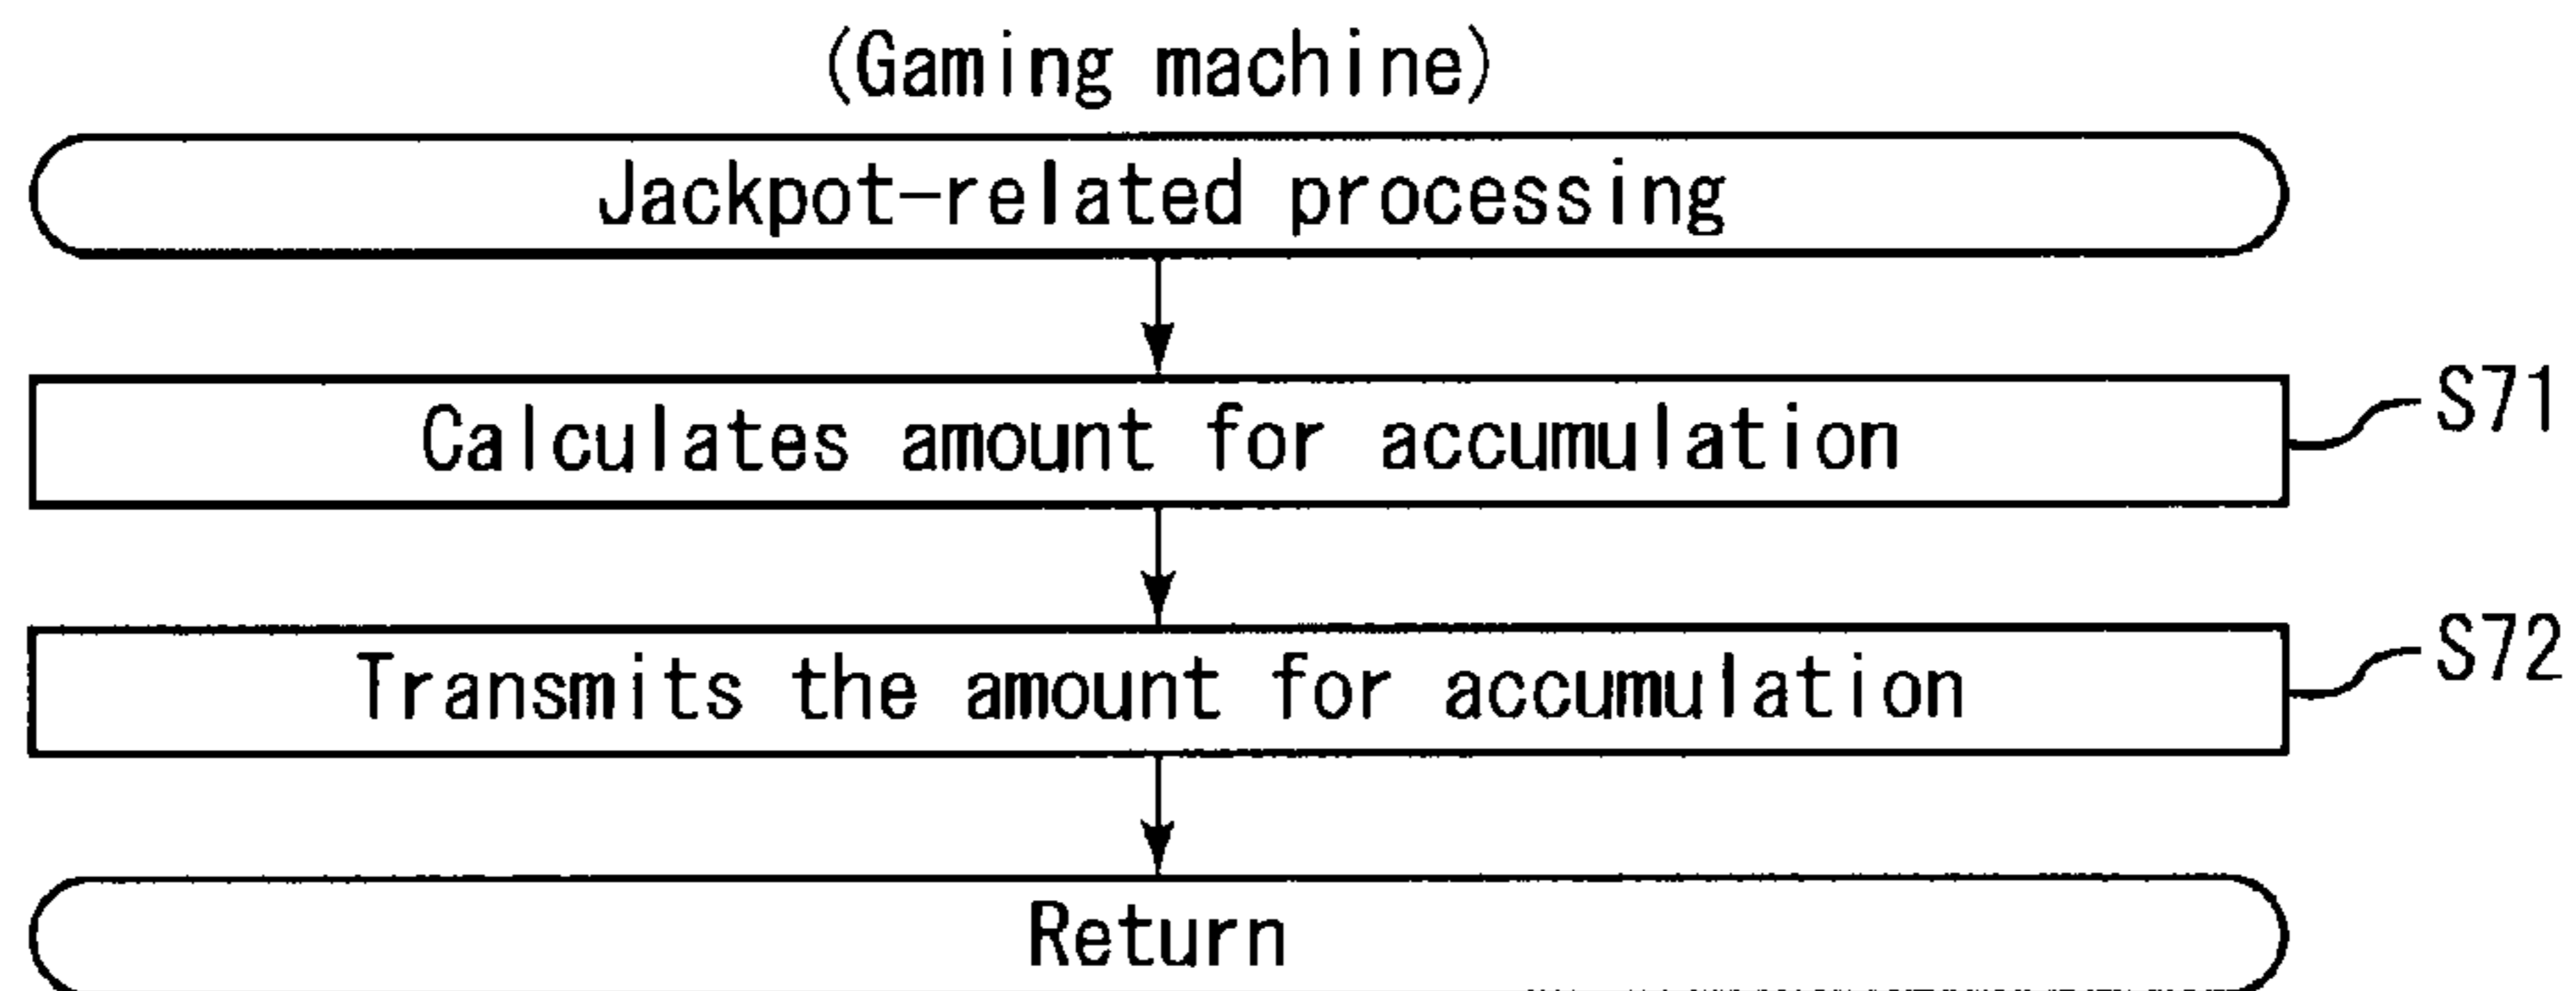 (Gaming machine)
Jackpot-related processing
Calculates amount for accumulation
S71
Transmits the amount for accumulation
S72
Return